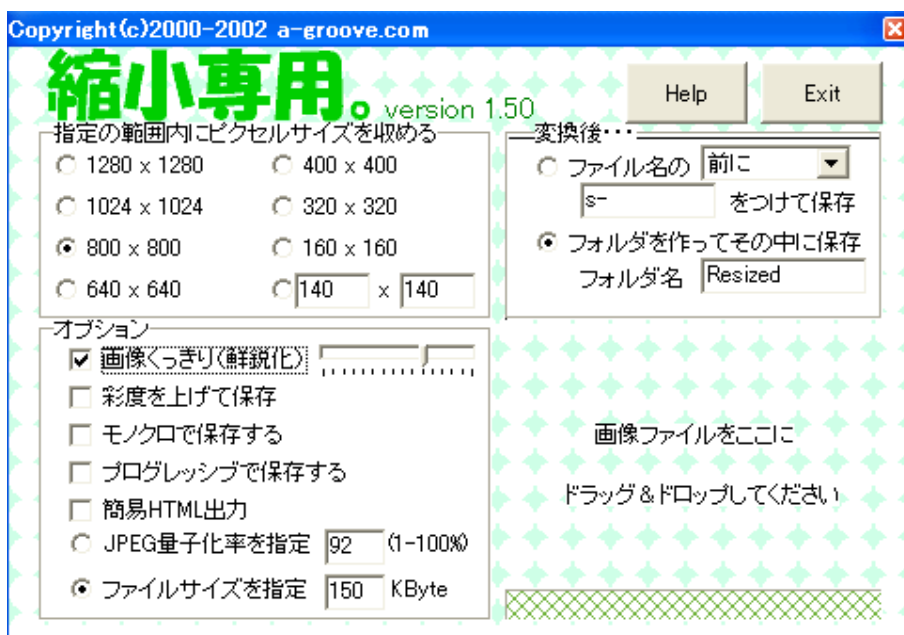 Copyright(c)2000-2002 a-groove.com
縮小専用。version 1.50
Help
Exit
指定の範囲内にピクセルサイズを収める
1280 x 1280
400 x 400
1024 x 1024
320 x 320
800 x 800
160 x 160
640 x 640
140 x 140
変換後・・・
ファイル名の 前に
s- をつけて保存
フォルダを作ってその中に保存
フォルダ名 Resized
オプション
画像くっきり(鮮鋭化)
彩度を上げて保存
モノクロで保存する
プログレッシブで保存する
簡易HTML出力
JPEG量子化率を指定 92 (1-100%)
ファイルサイズを指定 150 KByte
画像ファイルをここに
ドラッグ&ドロップしてください